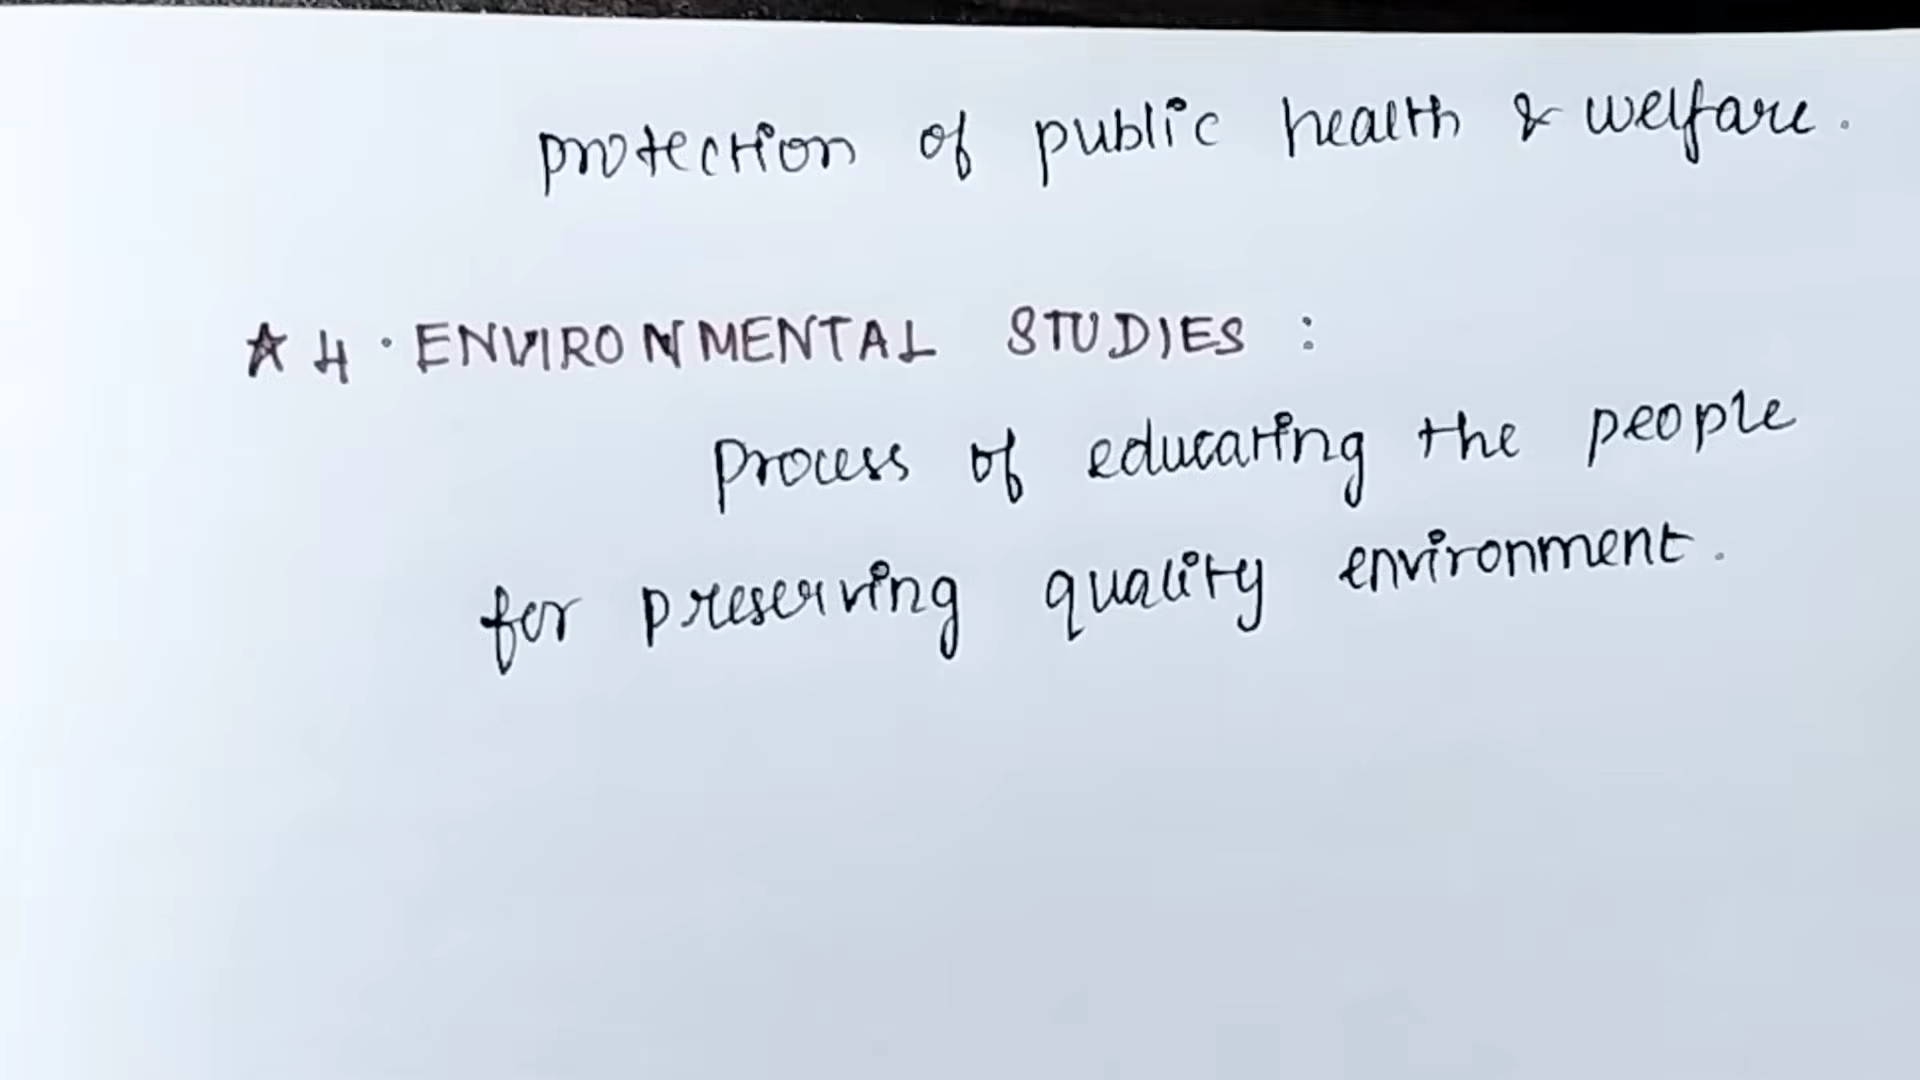 protection of public health & welfare.
☆ 4. ENVIRONMENTAL STUDIES :
process of educating the people
for preserving quality environment.